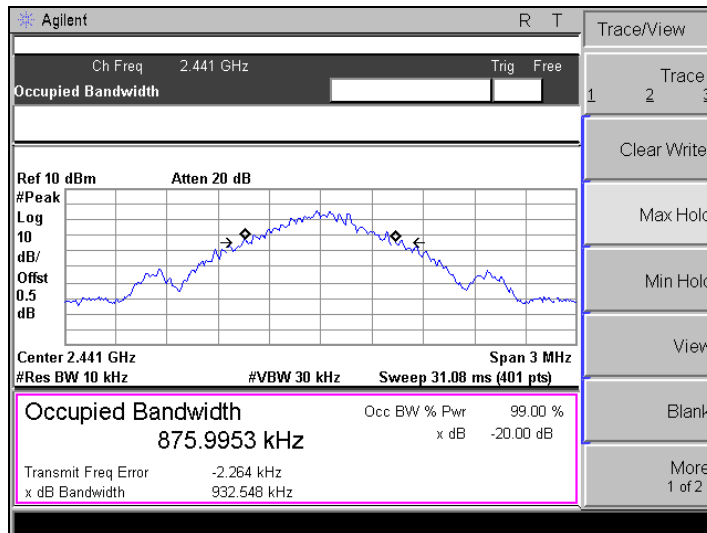 Agilent R T
Ch Freq 2.441 GHz Trig Free
Occupied Bandwidth
Ref 10 dBm Atten 20 dB
#Peak
Log
10
dB/
Offst
0.5
dB
Center 2.441 GHz Span 3 MHz
#Res BW 10 kHz #VBW 30 kHz Sweep 31.08 ms (401 pts)
Occupied Bandwidth
875.9953 kHz
Occ BW % Pwr 99.00 %
x dB -20.00 dB
Transmit Freq Error -2.264 kHz
x dB Bandwidth 932.548 kHz
Trace/View
Trace
1 2 3
Clear Write
Max Hold
Min Hold
View
Blank
More
1 of 2